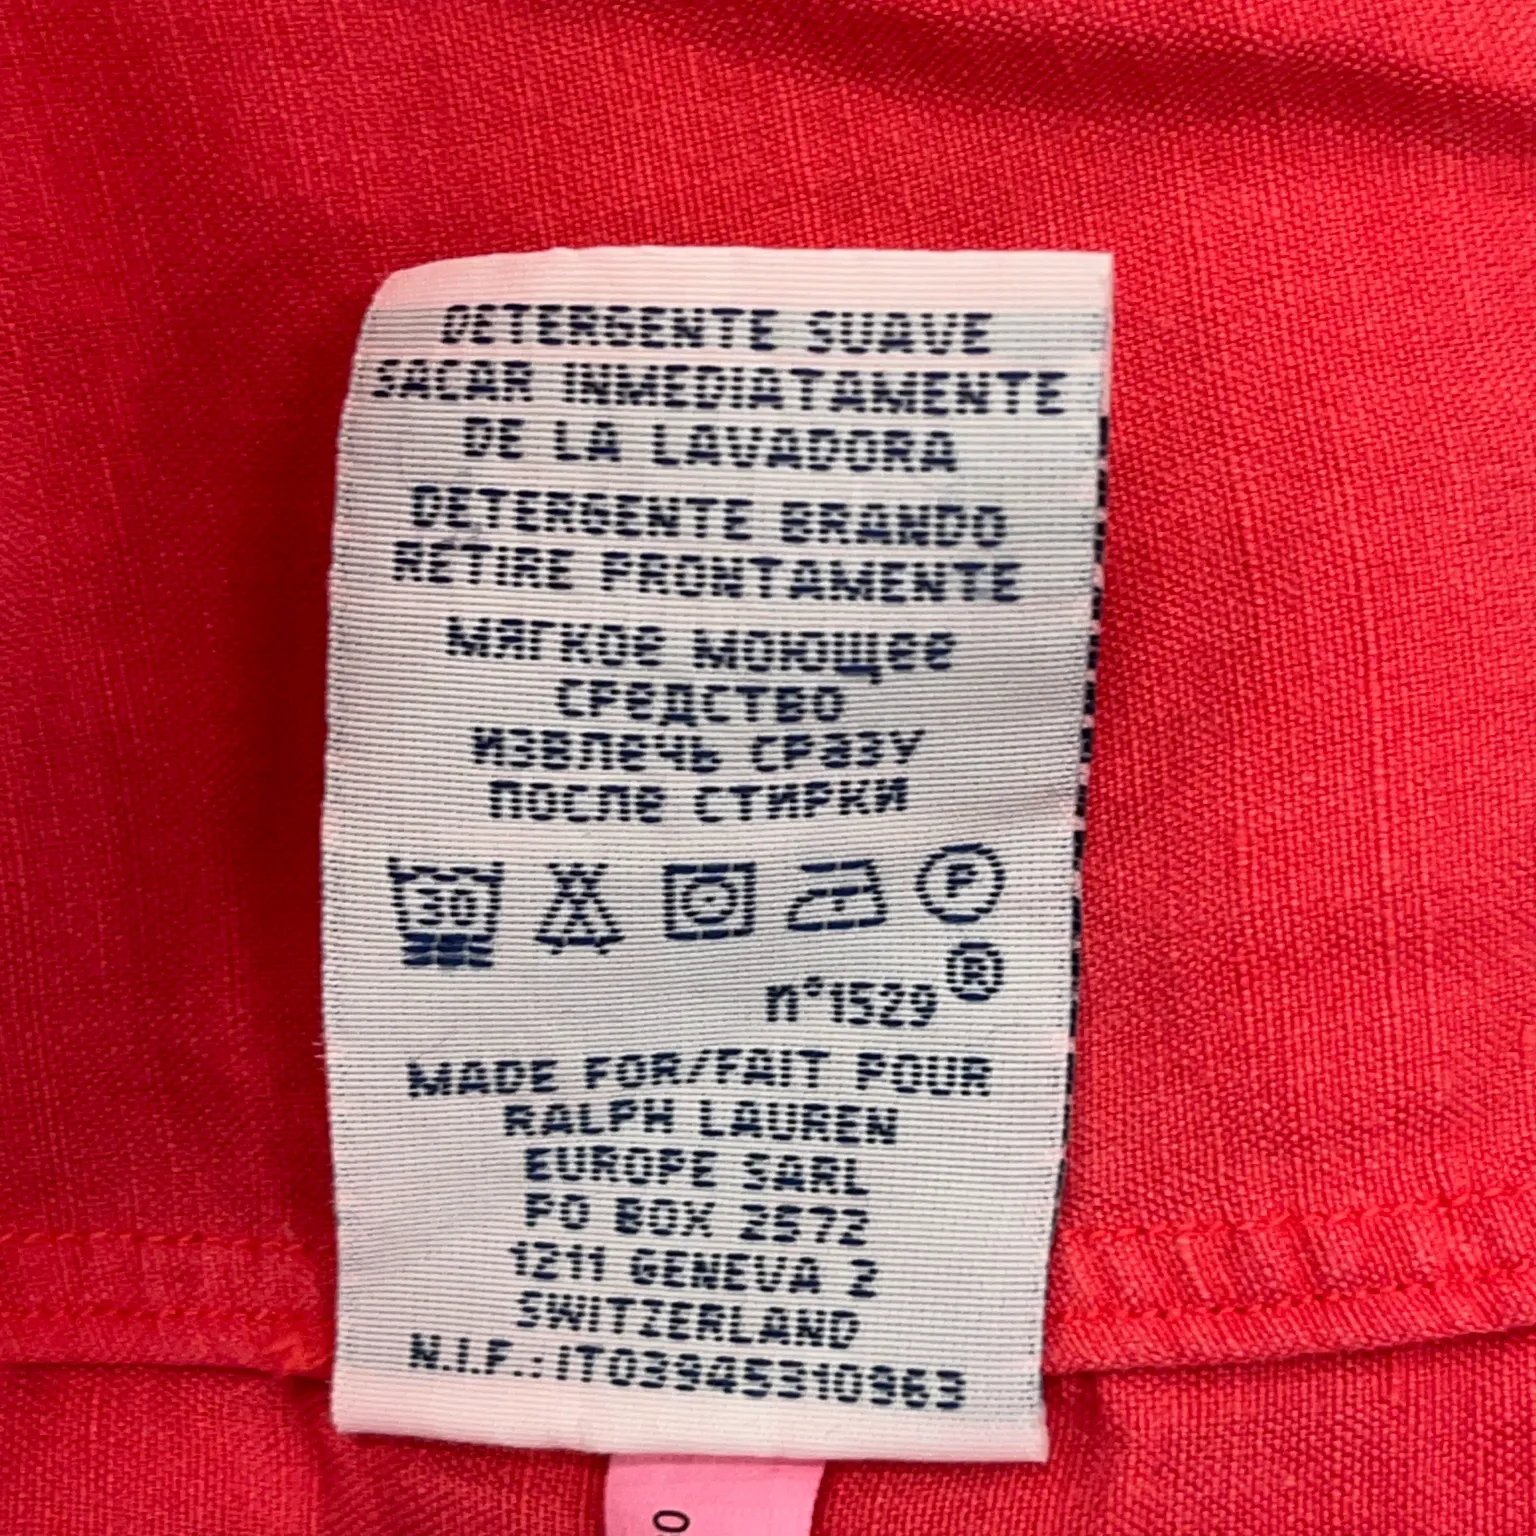 DETERGENTE SUAVE
SACAR INMEDIATAMENTE
DE LA LAVADORA
DETERGENTE BRANDO
RETIRE PRONTAMENTE
МЯГКОЕ МОЮЩЕЕ
СРЕДСТВО
ИЗВЛЕЧЬ СРАЗУ
ПОСЛЕ СТИРКИ
30 P
n°1529 ®
MADE FOR/FAIT POUR
RALPH LAUREN
EUROPE SARL
PO BOX 2572
1211 GENEVA 2
SWITZERLAND
N.I.F.: IT03945310963
0